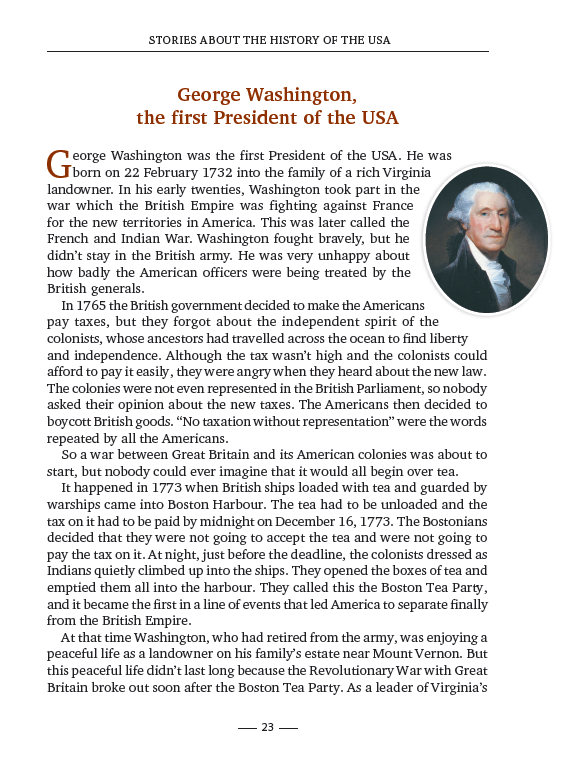 STORIES ABOUT THE HISTORY OF THE USA
George Washington,
the first President of the USA
George Washington was the first President of the USA. He was
born on 22 February 1732 into the family of a rich Virginia
landowner. In his early twenties, Washington took part in the
war which the British Empire was fighting against France
for the new territories in America. This was later called the
French and Indian War. Washington fought bravely, but he
didn't stay in the British army. He was very unhappy about
how badly the American officers were being treated by the
British generals.
In 1765 the British government decided to make the Americans
pay taxes, but they forgot about the independent spirit of the
colonists, whose ancestors had travelled across the ocean to find liberty
and independence. Although the tax wasn't high and the colonists could
afford to pay it easily, they were angry when they heard about the new law.
The colonies were not even represented in the British Parliament, so nobody
asked their opinion about the new taxes. The Americans then decided to
boycott British goods. “No taxation without representation” were the words
repeated by all the Americans.
So a war between Great Britain and its American colonies was about to
start, but nobody could ever imagine that it would all begin over tea.
It happened in 1773 when British ships loaded with tea and guarded by
warships came into Boston Harbour. The tea had to be unloaded and the
tax on it had to be paid by midnight on December 16, 1773. The Bostonians
decided that they were not going to accept the tea and were not going to
pay the tax on it. At night, just before the deadline, the colonists dressed as
Indians quietly climbed up into the ships. They opened the boxes of tea and
emptied them all into the harbour. They called this the Boston Tea Party,
and it became the first in a line of events that led America to separate finally
from the British Empire.
At that time Washington, who had retired from the army, was enjoying a
peaceful life as a landowner on his family's estate near Mount Vernon. But
this peaceful life didn't last long because the Revolutionary War with Great
Britain broke out soon after the Boston Tea Party. As a leader of Virginia's
— 23 —